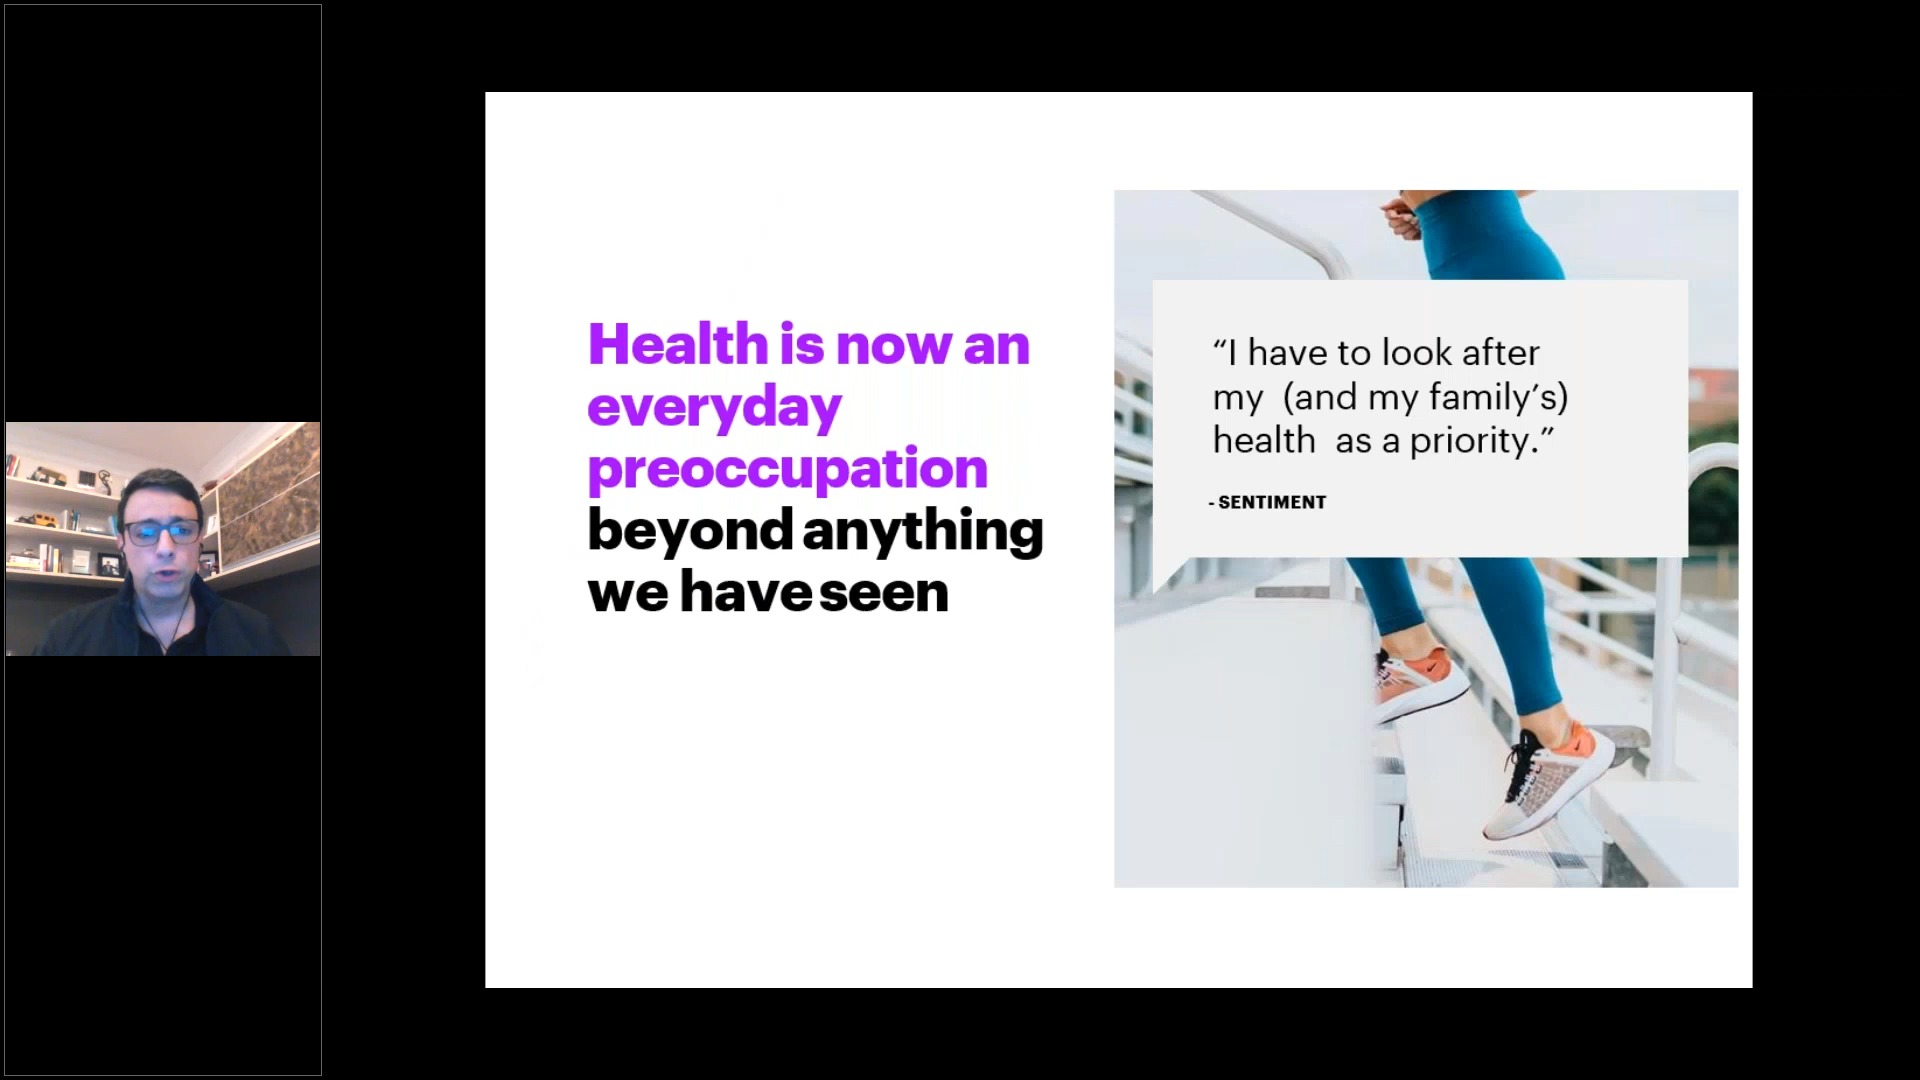 Health is now an
everyday
preoccupation
beyond anything
we have seen
“I have to look after
my (and my family’s)
health as a priority.”
- SENTIMENT